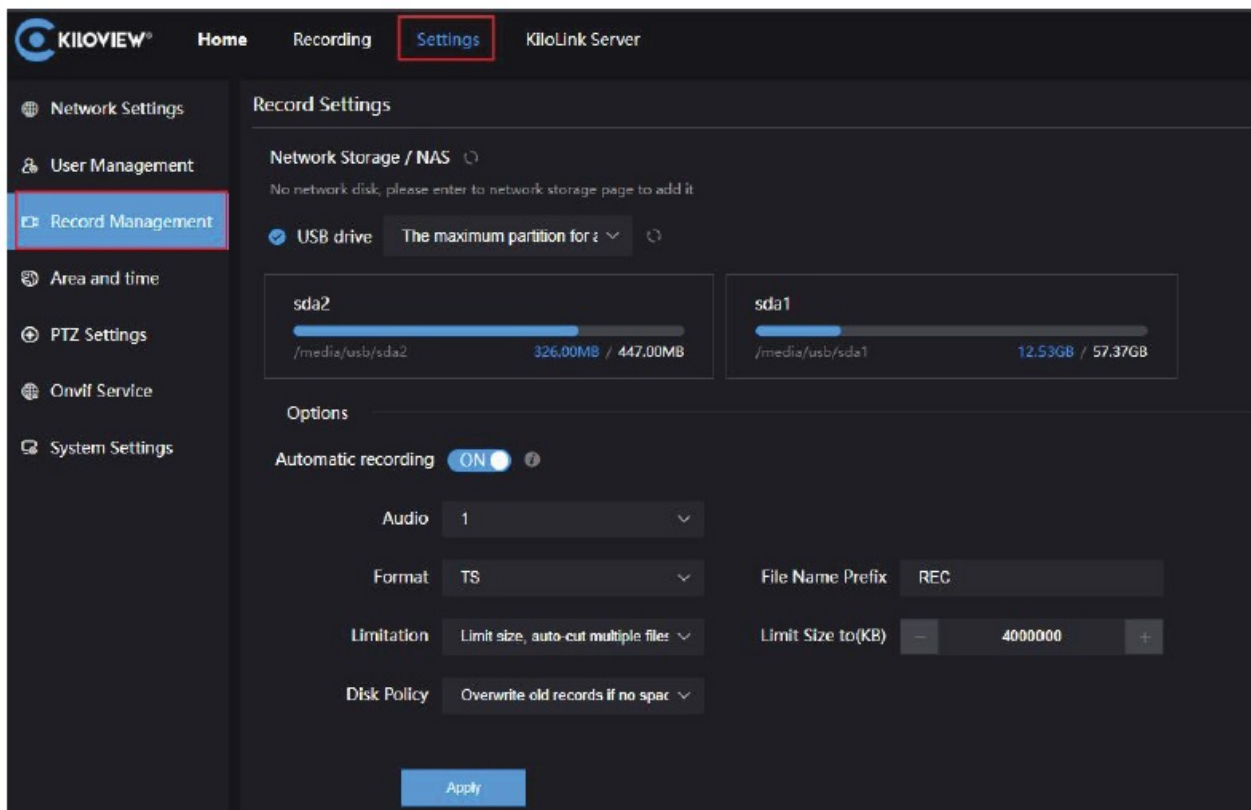 KILOVIEW® Home Recording Settings KiloLink Server
Network Settings
User Management
Record Management
Area and time
PTZ Settings
Onvif Service
System Settings
Record Settings
Network Storage / NAS
No network disk, please enter to network storage page to add it
USB drive The maximum partition for a
sda2
/media/usb/sda2 326.00MB / 447.00MB
sda1
/media/usb/sda1 12.53GB / 57.37GB
Options
Automatic recording ON
Audio 1
Format TS File Name Prefix REC
Limitation Limit size, auto-cut multiple files Limit Size to(KB) – 4000000 +
Disk Policy Overwrite old records if no spac
Apply